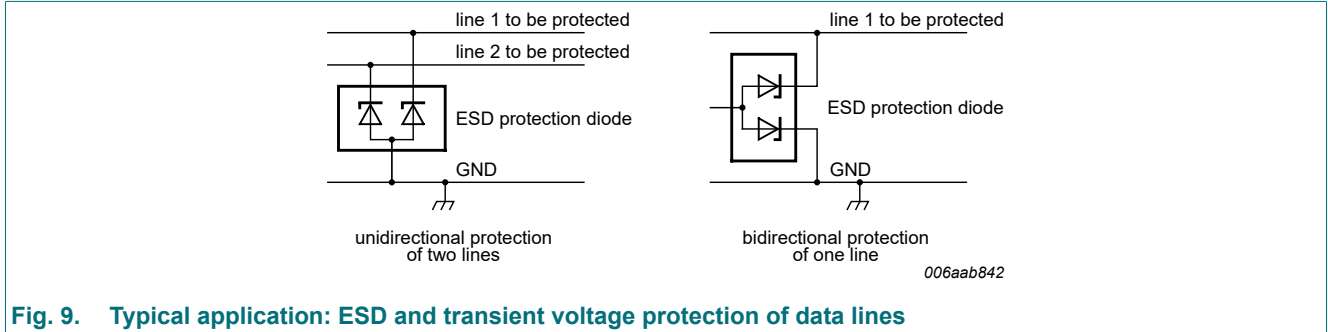 line 1 to be protected
line 2 to be protected
ESD protection diode
GND
unidirectional protection
of two lines
line 1 to be protected
ESD protection diode
GND
bidirectional protection
of one line
006aab842
Fig. 9. Typical application: ESD and transient voltage protection of data lines